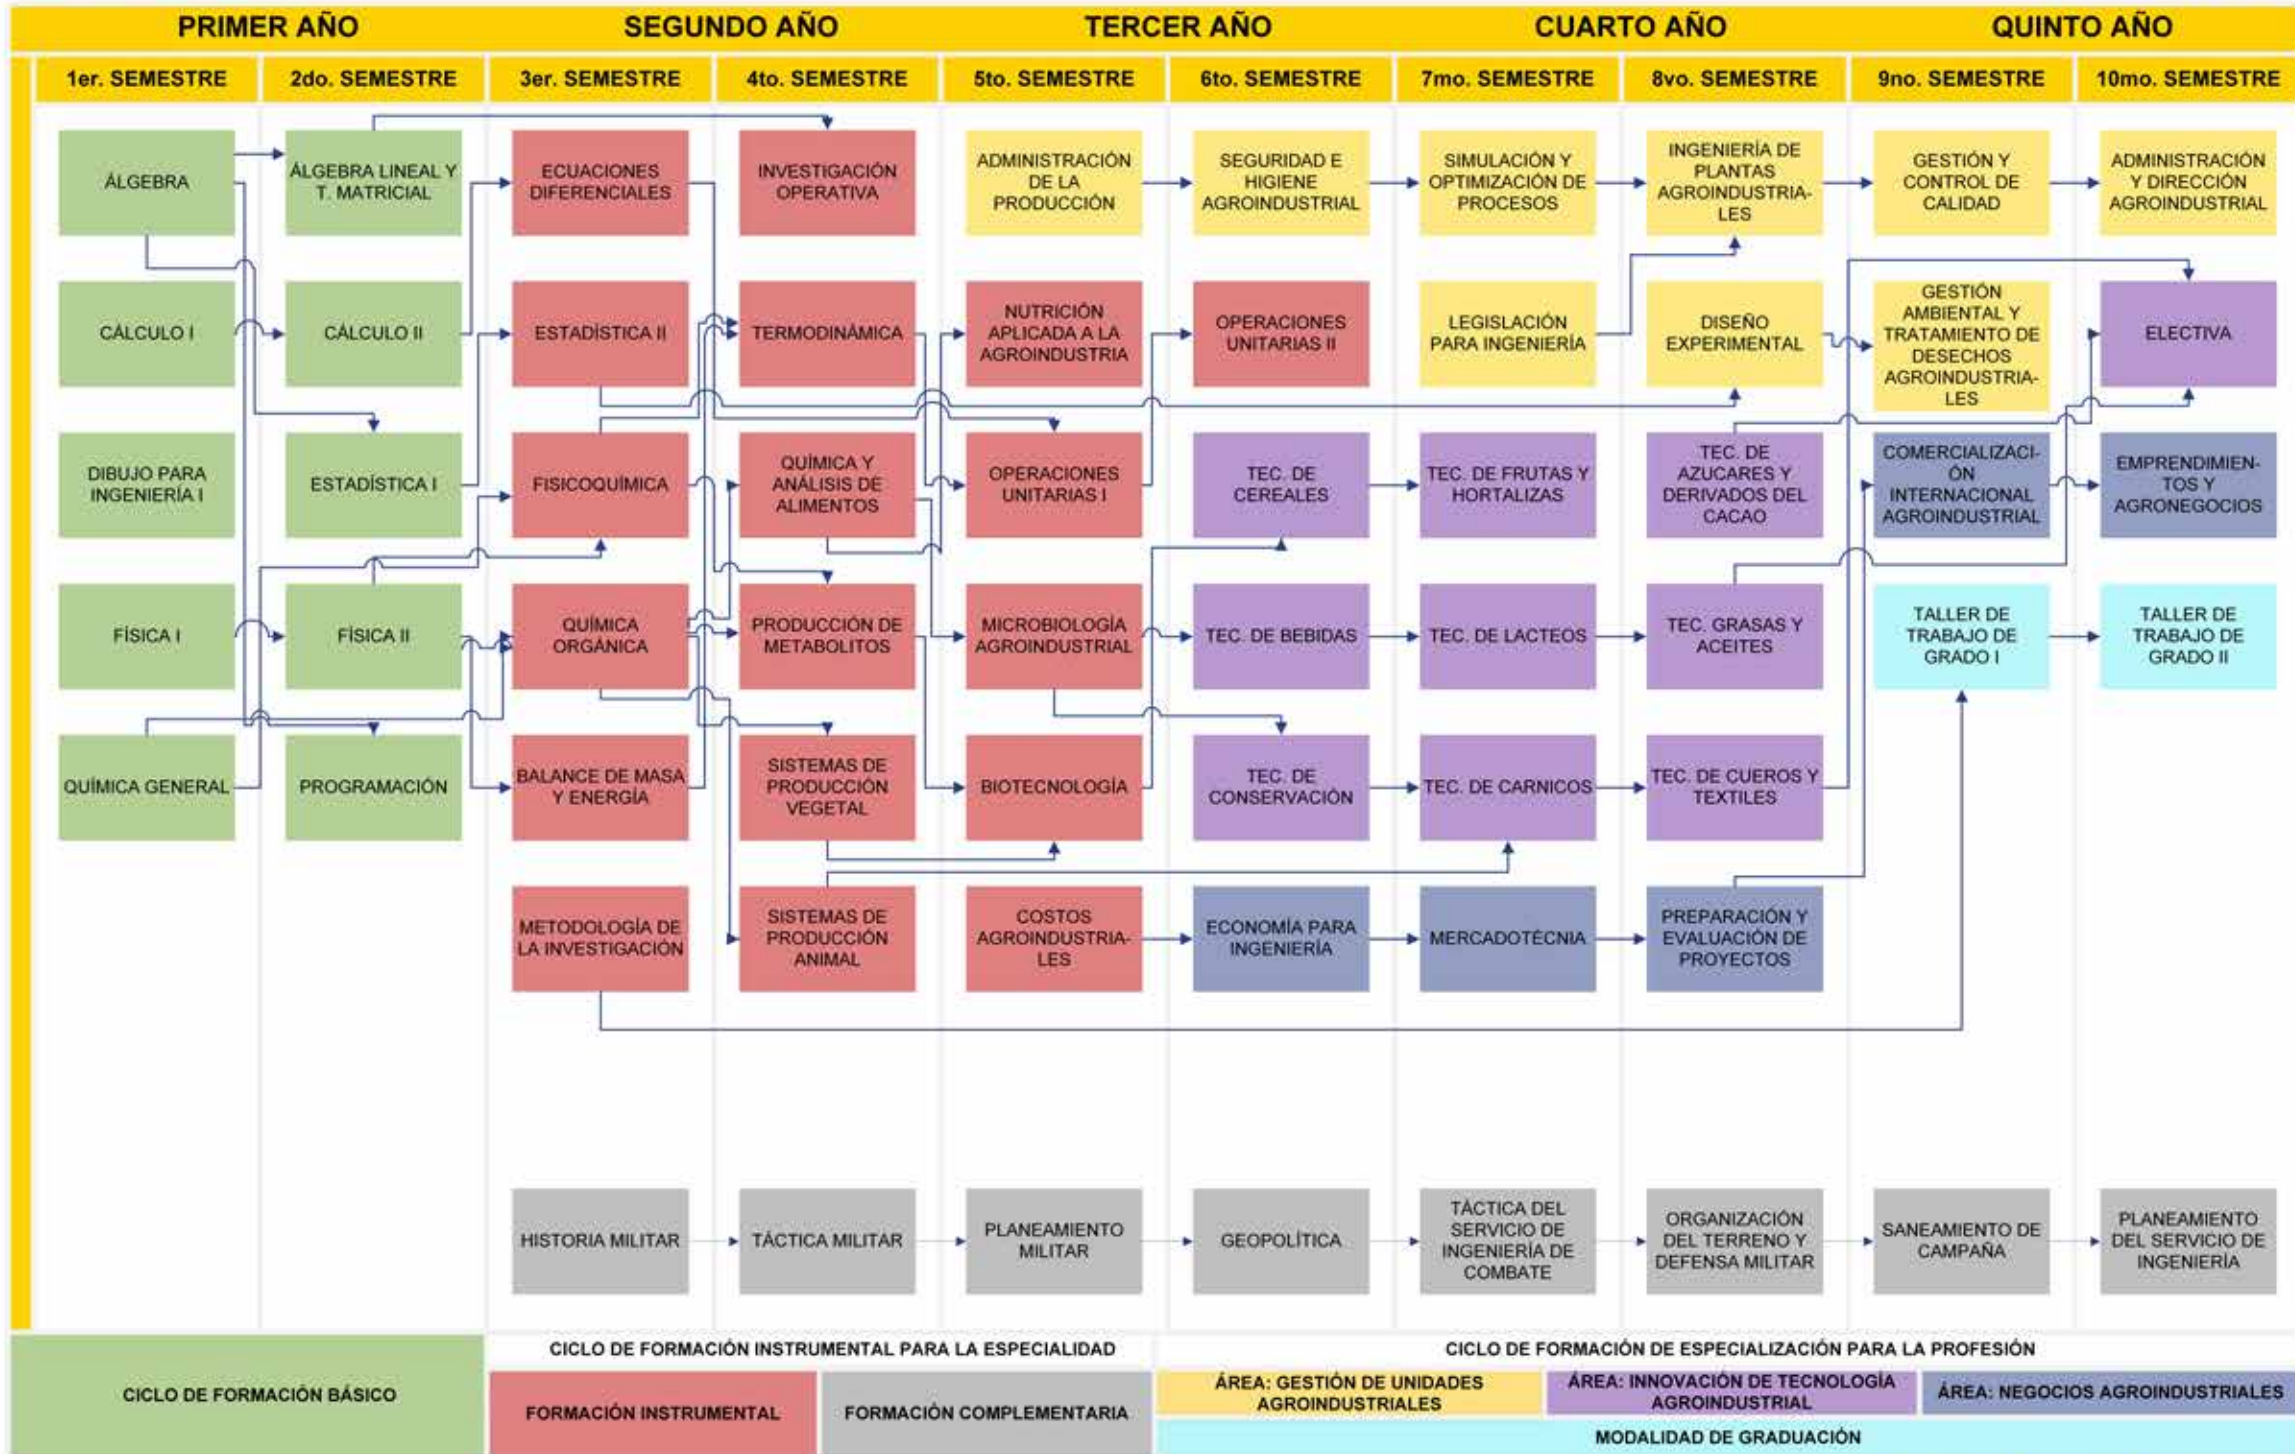 PRIMER AÑO
SEGUNDO AÑO
TERCER AÑO
CUARTO AÑO
QUINTO AÑO
1er. SEMESTRE
2do. SEMESTRE
3er. SEMESTRE
4to. SEMESTRE
5to. SEMESTRE
6to. SEMESTRE
7mo. SEMESTRE
8vo. SEMESTRE
9no. SEMESTRE
10mo. SEMESTRE
ÁLGEBRA
ÁLGEBRA LINEAL Y
T. MATRICIAL
ECUACIONES
DIFERENCIALES
INVESTIGACIÓN
OPERATIVA
ADMINISTRACIÓN
DE LA
PRODUCCIÓN
SEGURIDAD E
HIGIENE
AGROINDUSTRIAL
SIMULACIÓN Y
OPTIMIZACIÓN DE
PROCESOS
INGENIERÍA DE
PLANTAS
AGROINDUSTRIA-
LES
GESTIÓN Y
CONTROL DE
CALIDAD
ADMINISTRACIÓN
Y DIRECCIÓN
AGROINDUSTRIAL
CÁLCULO I
CÁLCULO II
ESTADÍSTICA II
TERMODINÁMICA
NUTRICIÓN
APLICADA A LA
AGROINDUSTRIA
OPERACIONES
UNITARIAS II
LEGISLACIÓN
PARA INGENIERÍA
DISEÑO
EXPERIMENTAL
GESTIÓN
AMBIENTAL Y
TRATAMIENTO DE
DESECHOS
AGROINDUSTRIA-
LES
ELECTIVA
DIBUJO PARA
INGENIERÍA I
ESTADÍSTICA I
FISICOQUÍMICA
QUÍMICA Y
ANÁLISIS DE
ALIMENTOS
OPERACIONES
UNITARIAS I
TEC. DE
CEREALES
TEC. DE FRUTAS Y
HORTALIZAS
TEC. DE
AZUCARES Y
DERIVADOS DEL
CACAO
COMERCIALIZACI-
ÓN
INTERNACIONAL
AGROINDUSTRIAL
EMPRENDIMIEN-
TOS Y
AGRONEGOCIOS
FÍSICA I
FÍSICA II
QUÍMICA
ORGÁNICA
PRODUCCIÓN DE
METABOLITOS
MICROBIOLOGÍA
AGROINDUSTRIAL
TEC. DE BEBIDAS
TEC. DE LACTEOS
TEC. GRASAS Y
ACEITES
TALLER DE
TRABAJO DE
GRADO I
TALLER DE
TRABAJO DE
GRADO II
QUÍMICA GENERAL
PROGRAMACIÓN
BALANCE DE MASA
Y ENERGÍA
SISTEMAS DE
PRODUCCIÓN
VEGETAL
BIOTECNOLOGÍA
TEC. DE
CONSERVACIÓN
TEC. DE CARNICOS
TEC. DE CUEROS Y
TEXTILES
METODOLOGÍA DE
LA INVESTIGACIÓN
SISTEMAS DE
PRODUCCIÓN
ANIMAL
COSTOS
AGROINDUSTRIA-
LES
ECONOMÍA PARA
INGENIERÍA
MERCADOTÉCNIA
PREPARACIÓN Y
EVALUACIÓN DE
PROYECTOS
HISTORIA MILITAR
TÁCTICA MILITAR
PLANEAMIENTO
MILITAR
GEOPOLÍTICA
TÁCTICA DEL
SERVICIO DE
INGENIERÍA DE
COMBATE
ORGANIZACIÓN
DEL TERRENO Y
DEFENSA MILITAR
SANEAMIENTO DE
CAMPAÑA
PLANEAMIENTO
DEL SERVICIO DE
INGENIERÍA
CICLO DE FORMACIÓN BÁSICO
CICLO DE FORMACIÓN INSTRUMENTAL PARA LA ESPECIALIDAD
FORMACIÓN INSTRUMENTAL
FORMACIÓN COMPLEMENTARIA
CICLO DE FORMACIÓN DE ESPECIALIZACIÓN PARA LA PROFESIÓN
ÁREA: GESTIÓN DE UNIDADES
AGROINDUSTRIALES
ÁREA: INNOVACIÓN DE TECNOLOGÍA
AGROINDUSTRIAL
ÁREA: NEGOCIOS AGROINDUSTRIALES
MODALIDAD DE GRADUACIÓN